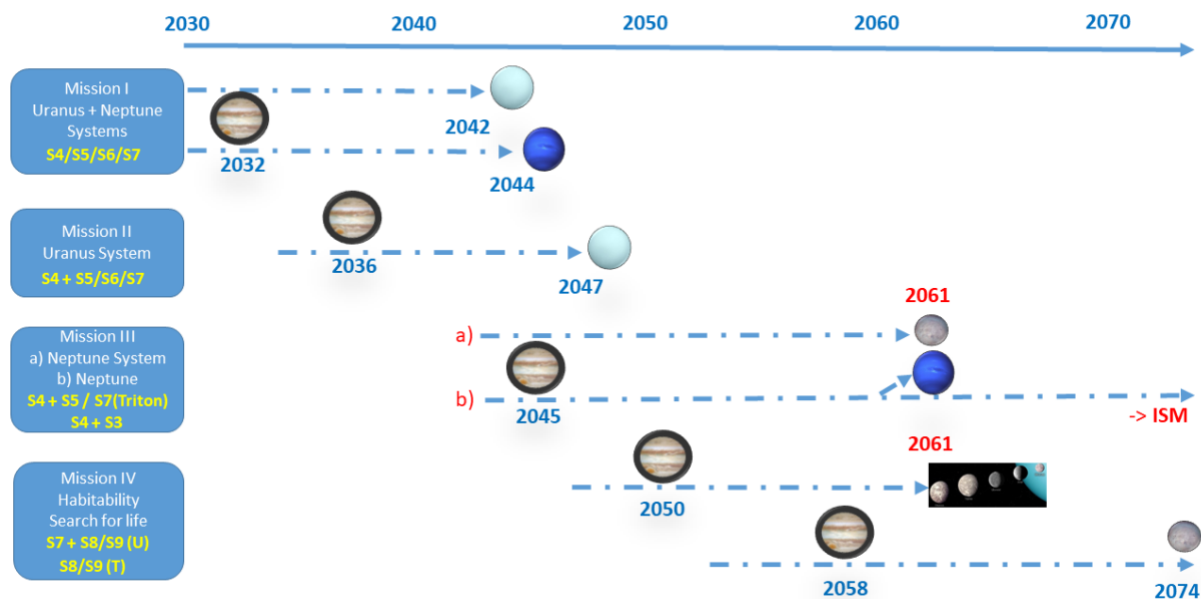 2030 2040 2050 2060 2070
Mission I
Uranus + Neptune
Systems
S4/S5/S6/S7
2032
2042
2044
Mission II
Uranus System
S4 + S5/S6/S7
2036
2047
Mission III
a) Neptune System
b) Neptune
S4 + S5 / S7(Triton)
S4 + S3
a)
2061
b)
2045
-> ISM
Mission IV
Habitability
Search for life
S7 + S8/S9 (U)
S8/S9 (T)
2061
2050
2058
2074